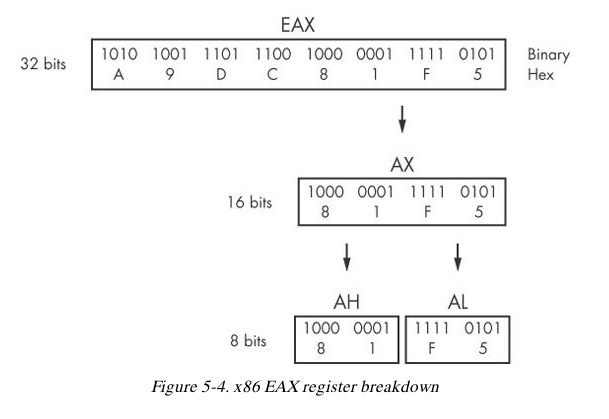 EAX
32 bits
1010 1001 1101 1100 1000 0001 1111 0101
Binary
A 9 D C 8 1 F 5
Hex
AX
16 bits
1000 0001 1111 0101
8 1 F 5
AH
AL
8 bits
1000 0001
8 1
1111 0101
F 5
Figure 5-4. x86 EAX register breakdown